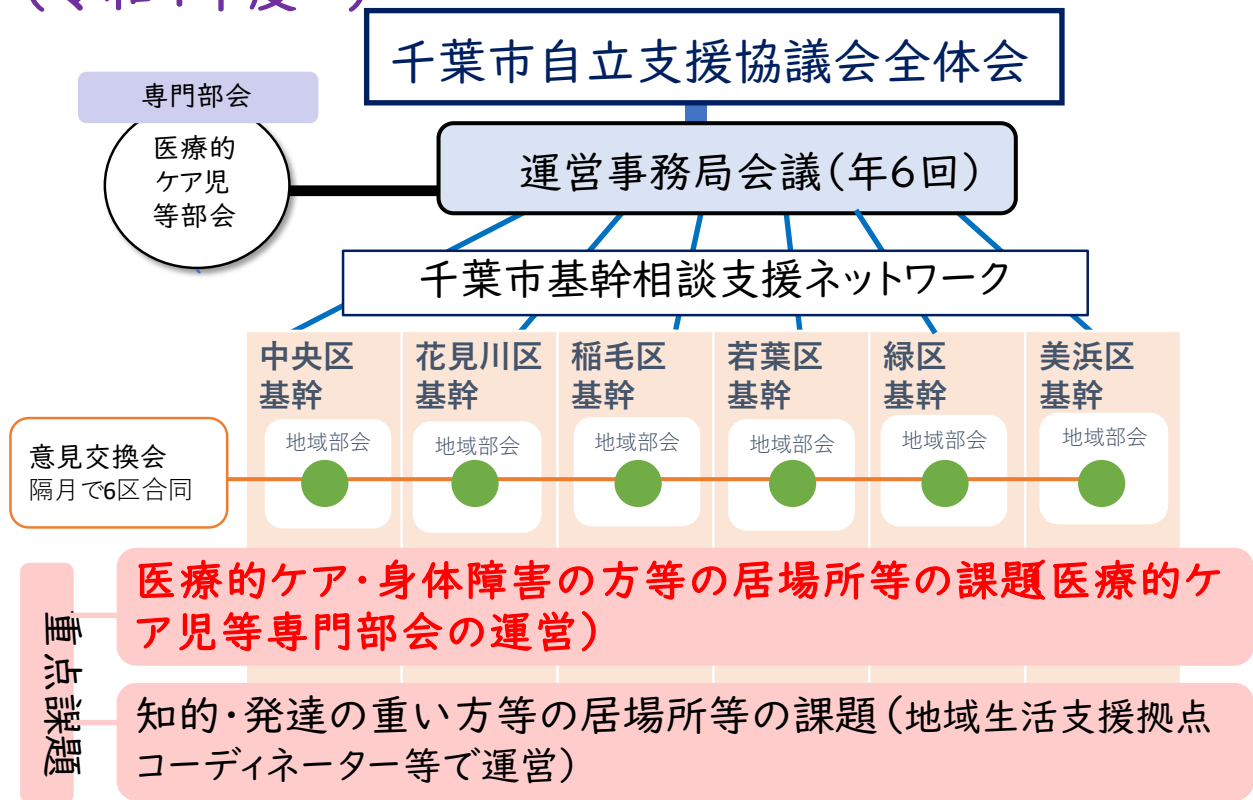 千葉市自立支援協議会全体会
専門部会
医療的
ケア児
等部会
運営事務局会議(年6回)
千葉市基幹相談支援ネットワーク
中央区
基幹
花見川区
基幹
稲毛区
基幹
若葉区
基幹
緑区
基幹
美浜区
基幹
地域部会
地域部会
地域部会
地域部会
地域部会
地域部会
意見交換会
隔月で6区合同
重点課題
医療的ケア・身体障害の方等の居場所等の課題(医療的ケ
ア児等専門部会の運営)
知的・発達の重い方等の居場所等の課題(地域生活支援拠点
コーディネーター等で運営)